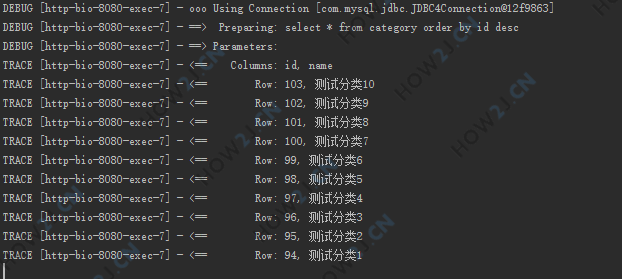 DEBUG [http-bio-8080-exec-7] - ooo Using Connection [com.mysql.jdbc.JDBC4Connection@12f9863]
DEBUG [http-bio-8080-exec-7] - ==>  Preparing: select * from category order by id desc
DEBUG [http-bio-8080-exec-7] - ==> Parameters:
TRACE [http-bio-8080-exec-7] - <==    Columns: id, name
TRACE [http-bio-8080-exec-7] - <==        Row: 103, 测试分类10
TRACE [http-bio-8080-exec-7] - <==        Row: 102, 测试分类9
TRACE [http-bio-8080-exec-7] - <==        Row: 101, 测试分类8
TRACE [http-bio-8080-exec-7] - <==        Row: 100, 测试分类7
TRACE [http-bio-8080-exec-7] - <==        Row: 99, 测试分类6
TRACE [http-bio-8080-exec-7] - <==        Row: 98, 测试分类5
TRACE [http-bio-8080-exec-7] - <==        Row: 97, 测试分类4
TRACE [http-bio-8080-exec-7] - <==        Row: 96, 测试分类3
TRACE [http-bio-8080-exec-7] - <==        Row: 95, 测试分类2
TRACE [http-bio-8080-exec-7] - <==        Row: 94, 测试分类1
HOW2J.CN
HOW2J.CN
HOW2J.CN
HOW2J.CN